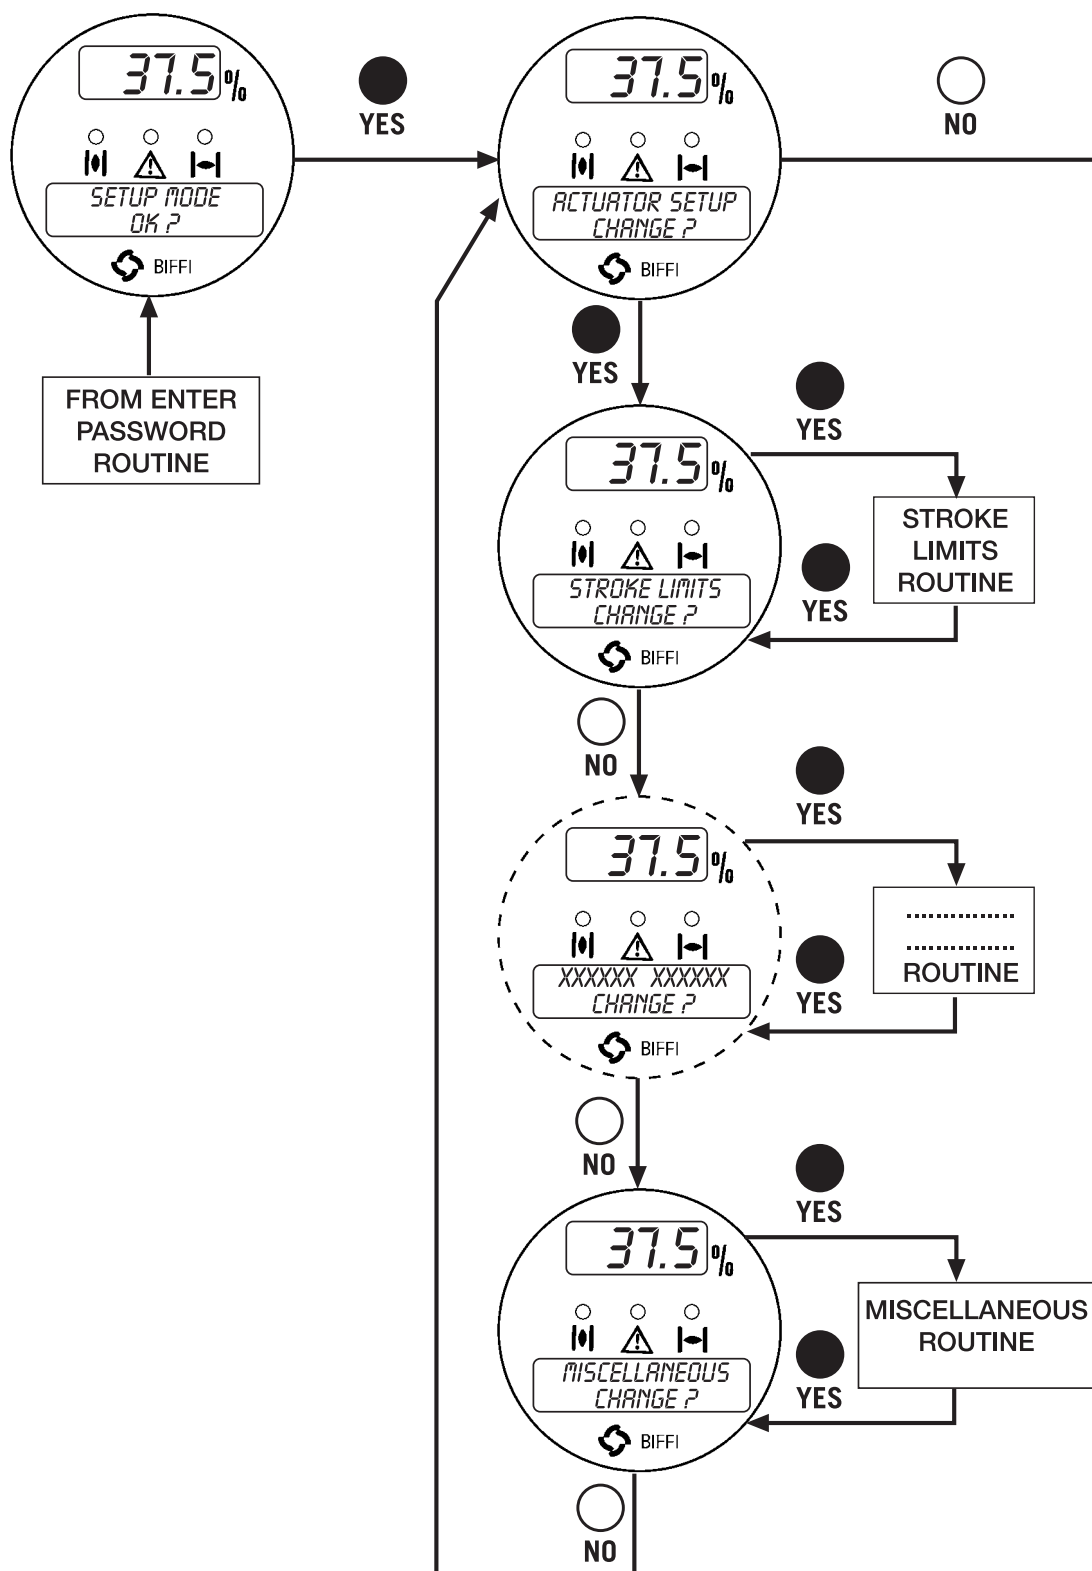 37.5%
SETUP MODE
OK ?
BIFFI
YES
37.5%
ACTUATOR SETUP
CHANGE ?
BIFFI
NO
FROM ENTER
PASSWORD
ROUTINE
YES
37.5%
STROKE LIMITS
CHANGE ?
BIFFI
YES
STROKE
LIMITS
ROUTINE
YES
NO
37.5%
XXXXXX XXXXXX
CHANGE ?
BIFFI
YES
..............
..............
ROUTINE
YES
NO
37.5%
MISCELLANEOUS
CHANGE ?
BIFFI
YES
MISCELLANEOUS
ROUTINE
YES
NO